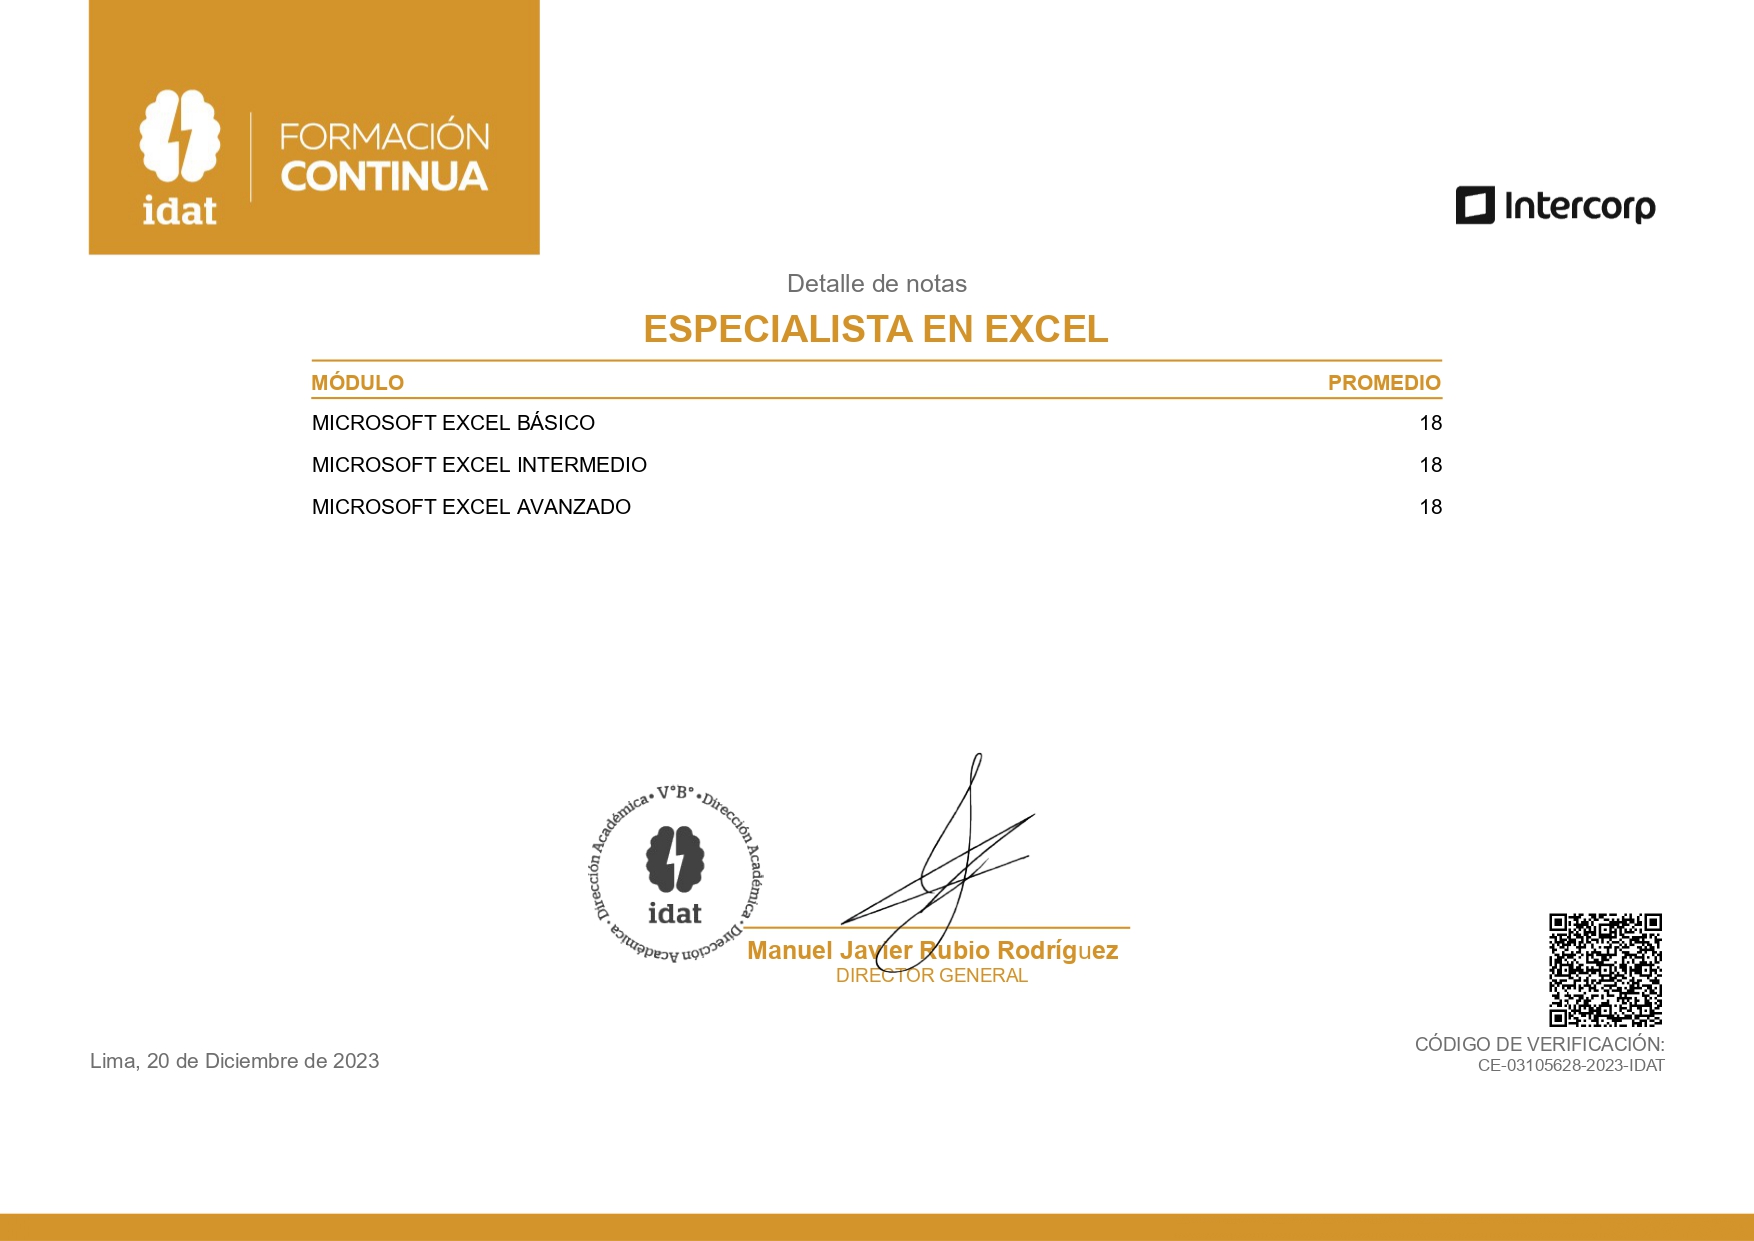 idat
FORMACIÓN
CONTINUA
Intercorp
Detalle de notas
ESPECIALISTA EN EXCEL
MÓDULO PROMEDIO
MICROSOFT EXCEL BÁSICO 18
MICROSOFT EXCEL INTERMEDIO 18
MICROSOFT EXCEL AVANZADO 18
V°B° • Dirección Académica • Dirección Académica • Dirección Académica •
idat
Manuel Javier Rubio Rodríguez
DIRECTOR GENERAL
Lima, 20 de Diciembre de 2023
CÓDIGO DE VERIFICACIÓN:
CE-03105628-2023-IDAT